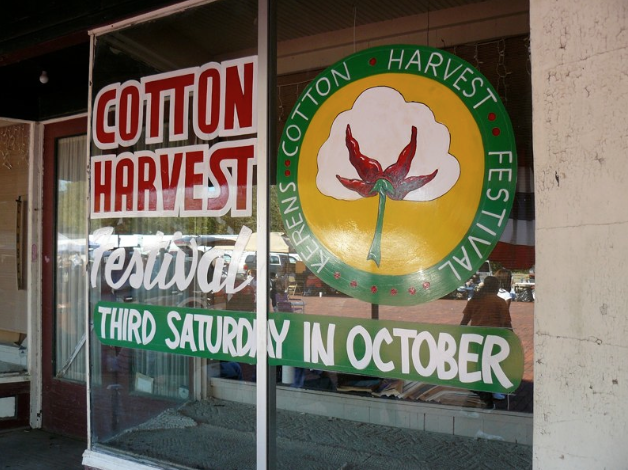 COTTON
HARVEST
Festival
THIRD SATURDAY IN OCTOBER
KERENS COTTON HARVEST FESTIVAL